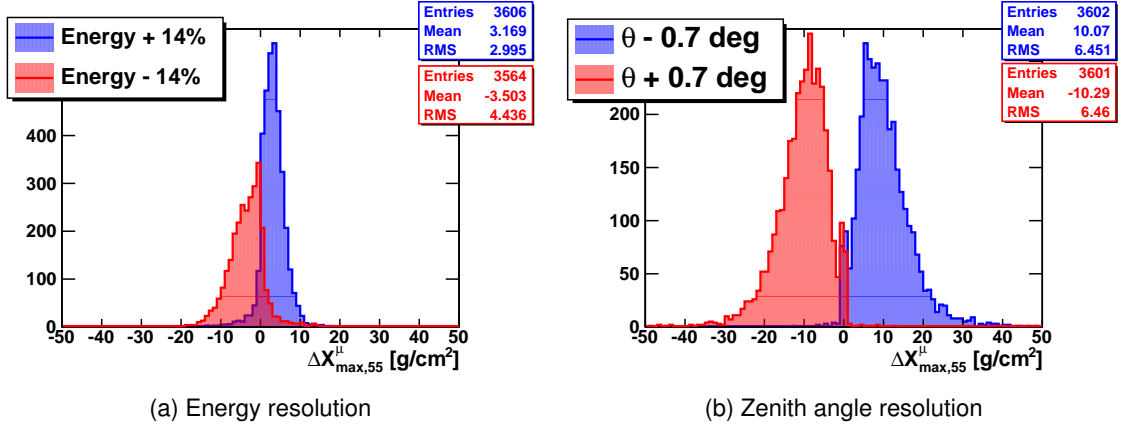 Energy + 14%
Energy - 14%
Entries 3606
Mean 3.169
RMS 2.995
Entries 3564
Mean -3.503
RMS 4.436
400
300
200
100
0
-50 -40 -30 -20 -10 0 10 20 30 40 50
ΔX^μ_max,55 [g/cm²]
(a) Energy resolution
θ - 0.7 deg
θ + 0.7 deg
Entries 3602
Mean 10.07
RMS 6.451
Entries 3601
Mean -10.29
RMS 6.46
200
150
100
50
0
-50 -40 -30 -20 -10 0 10 20 30 40 50
ΔX^μ_max,55 [g/cm²]
(b) Zenith angle resolution